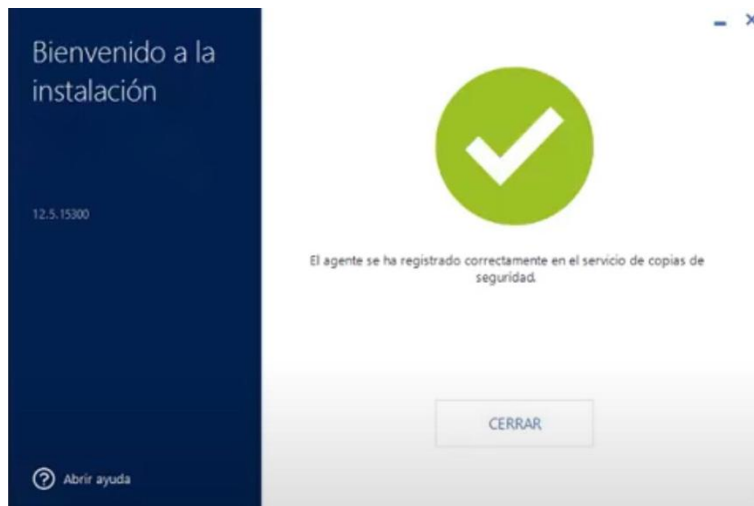 Bienvenido a la
instalación
12.5.15300
El agente se ha registrado correctamente en el servicio de copias de
seguridad.
CERRAR
Abrir ayuda